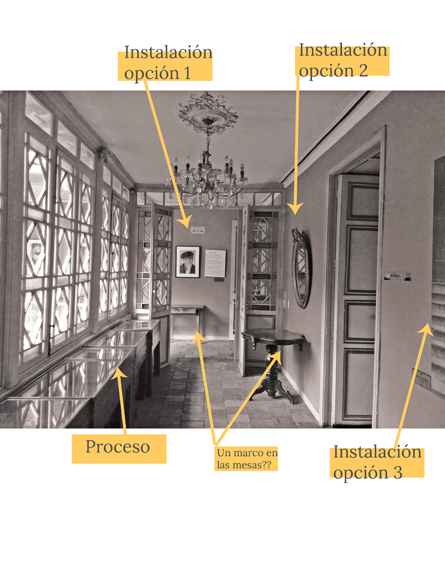 Instalación
opción 1
Instalación
opción 2
Proceso
Un marco en
las mesas??
Instalación
opción 3